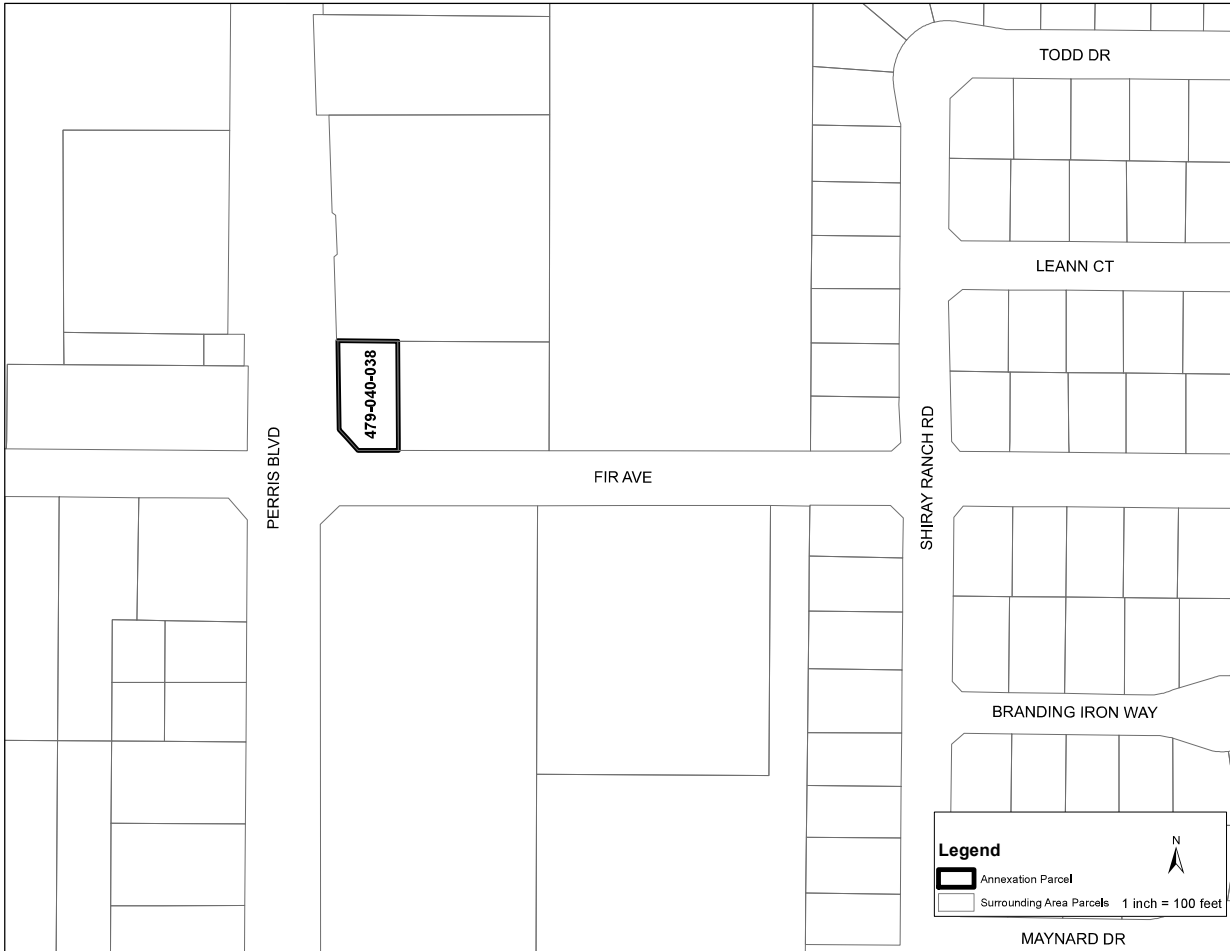 TODD DR
LEANN CT
479-040-038
PERRIS BLVD
FIR AVE
SHIRAY RANCH RD
BRANDING IRON WAY
Legend
N
Annexation Parcel
Surrounding Area Parcels 1 inch = 100 feet
MAYNARD DR